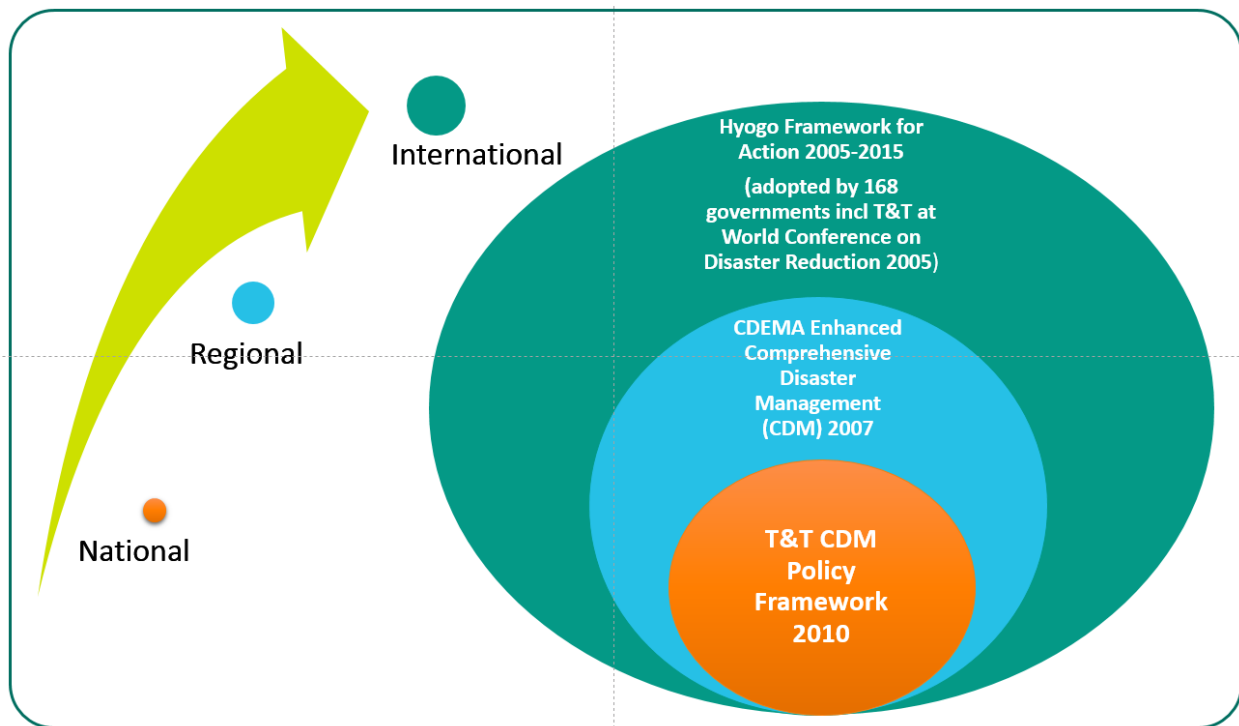 International
Regional
National
Hyogo Framework for
Action 2005-2015
(adopted by 168
governments incl T&T at
World Conference on
Disaster Reduction 2005)
CDEMA Enhanced
Comprehensive
Disaster
Management
(CDM) 2007
T&T CDM
Policy
Framework
2010